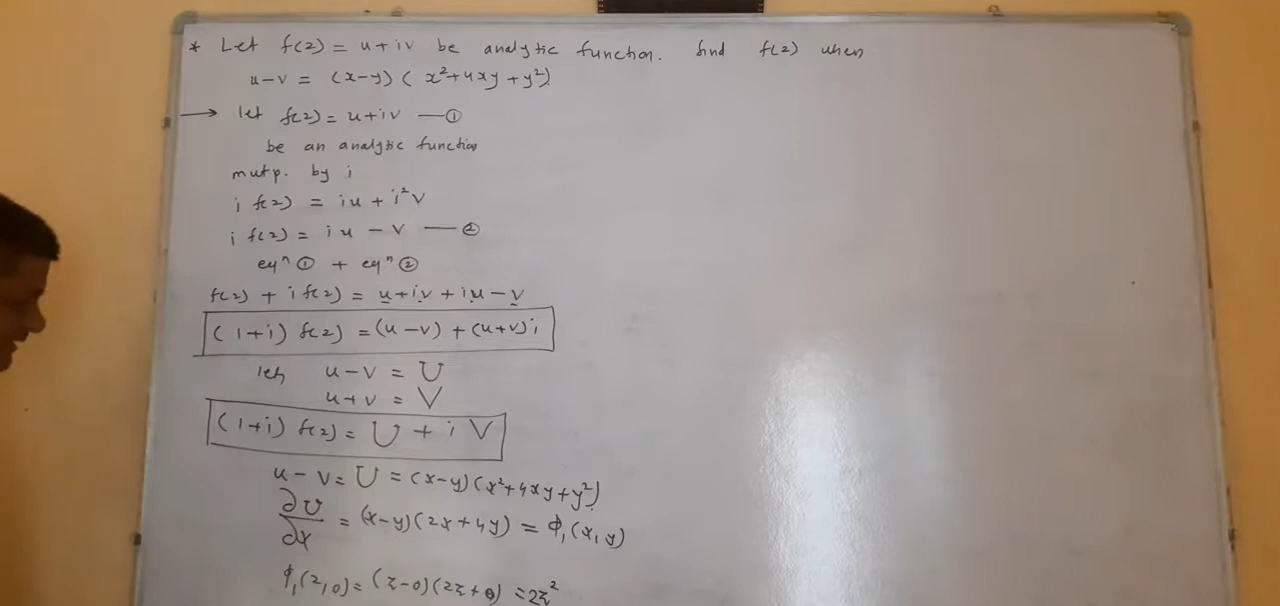 * Let f(z) = u + iv be analytic function. find f(z) when
u-v = (x-y) ( x²+4xy+y²)
→ let f(z) = u+iv —①
be an analytic function
mutp. by i
i f(z) = iu + i²v
i f(z) = iu - v —②
eqⁿ ① + eqⁿ ②
f(z) + i f(z) = u+iv+iu-v
(1+i) f(z) = (u-v) + (u+v)i
let u-v = U
u+v = V
(1+i) f(z) = U + i V
u-v = U = (x-y)(x²+4xy+y²)
∂U/∂x = (x-y)(2x+4y) = ϕ₁(x,y)
ϕ₁(z,0) = (z-0)(2z+0) = 2z²